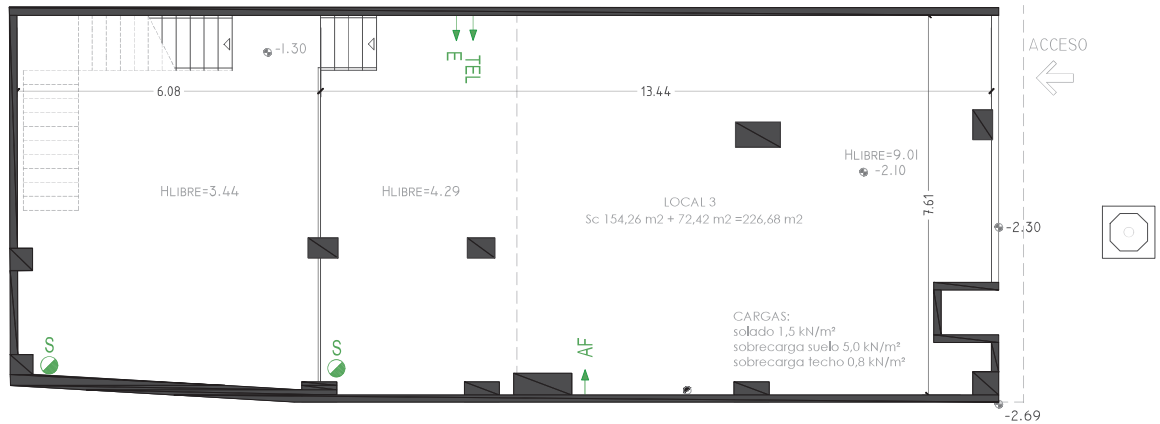 -1.30
E
TEL
ACCESO
6.08
13.44
HLIBRE=9.01
-2.10
HLIBRE=3.44
HLIBRE=4.29
7.61
LOCAL 3
Sc 154,26 m2 + 72,42 m2 =226,68 m2
-2.30
CARGAS:
solado 1,5 kN/m²
sobrecarga suelo 5,0 kN/m²
sobrecarga techo 0,8 kN/m²
S
S
AF
-2.69